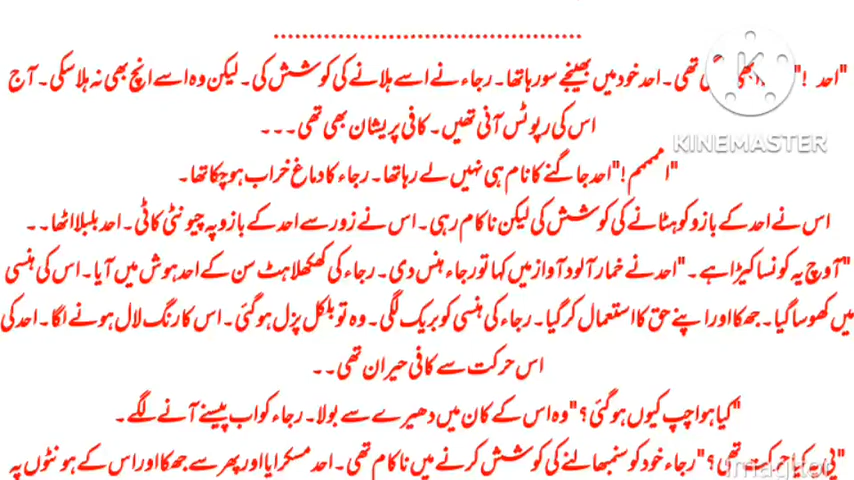 "احد !" تھی۔ احد خود میں بھینچے سو رہا تھا۔ رجاء نے اسے ہلانے کی کوشش کی۔ لیکن وہ اسے انچ بھی نہ ہلا سکی۔ آج
اس کی رپوٹس آنی تھیں۔ کافی پریشان بھی تھی۔۔۔
KINEMASTER
"اممممم!" احد جاگنے کا نام ہی نہیں لے رہا تھا۔ رجاء کا دماغ خراب ہو چکا تھا۔
اس نے احد کے بازو کو ہٹانے کی کوشش کی لیکن ناکام رہی۔ اس نے زور سے احد کے بازو پہ چیونٹی کاٹی۔ احد بلبلا اٹھا۔۔
"آوچ یہ کونسا کیڑا ہے۔" احد نے خمار آلود آواز میں کہا تو رجاء ہنس دی۔ رجاء کی کھکھلاہٹ سن کے احد ہوش میں آیا۔ اس کی ہنسی
میں کھو سا گیا۔ جھکا اور اپنے حق کا استعمال کر گیا۔ رجاء کی ہنسی کو بریک لگی۔ وہ تو بلکل پزل ہو گئی۔ اس کا رنگ لال ہونے لگا۔ احد کی
اس حرکت سے کافی حیران تھی۔۔
"کیا ہوا چپ کیوں ہو گئی؟" وہ اس کے کان میں دھیرے سے بولا۔ رجاء کو اب پسینے آنے لگے۔
کیا حرکت تھی؟" رجاء خود کو سنمبھالنے کی کوشش کرنے میں ناکام تھی۔ احد مسکرایا اور پھر سے جھکا اور اس کے ہونٹوں پہ